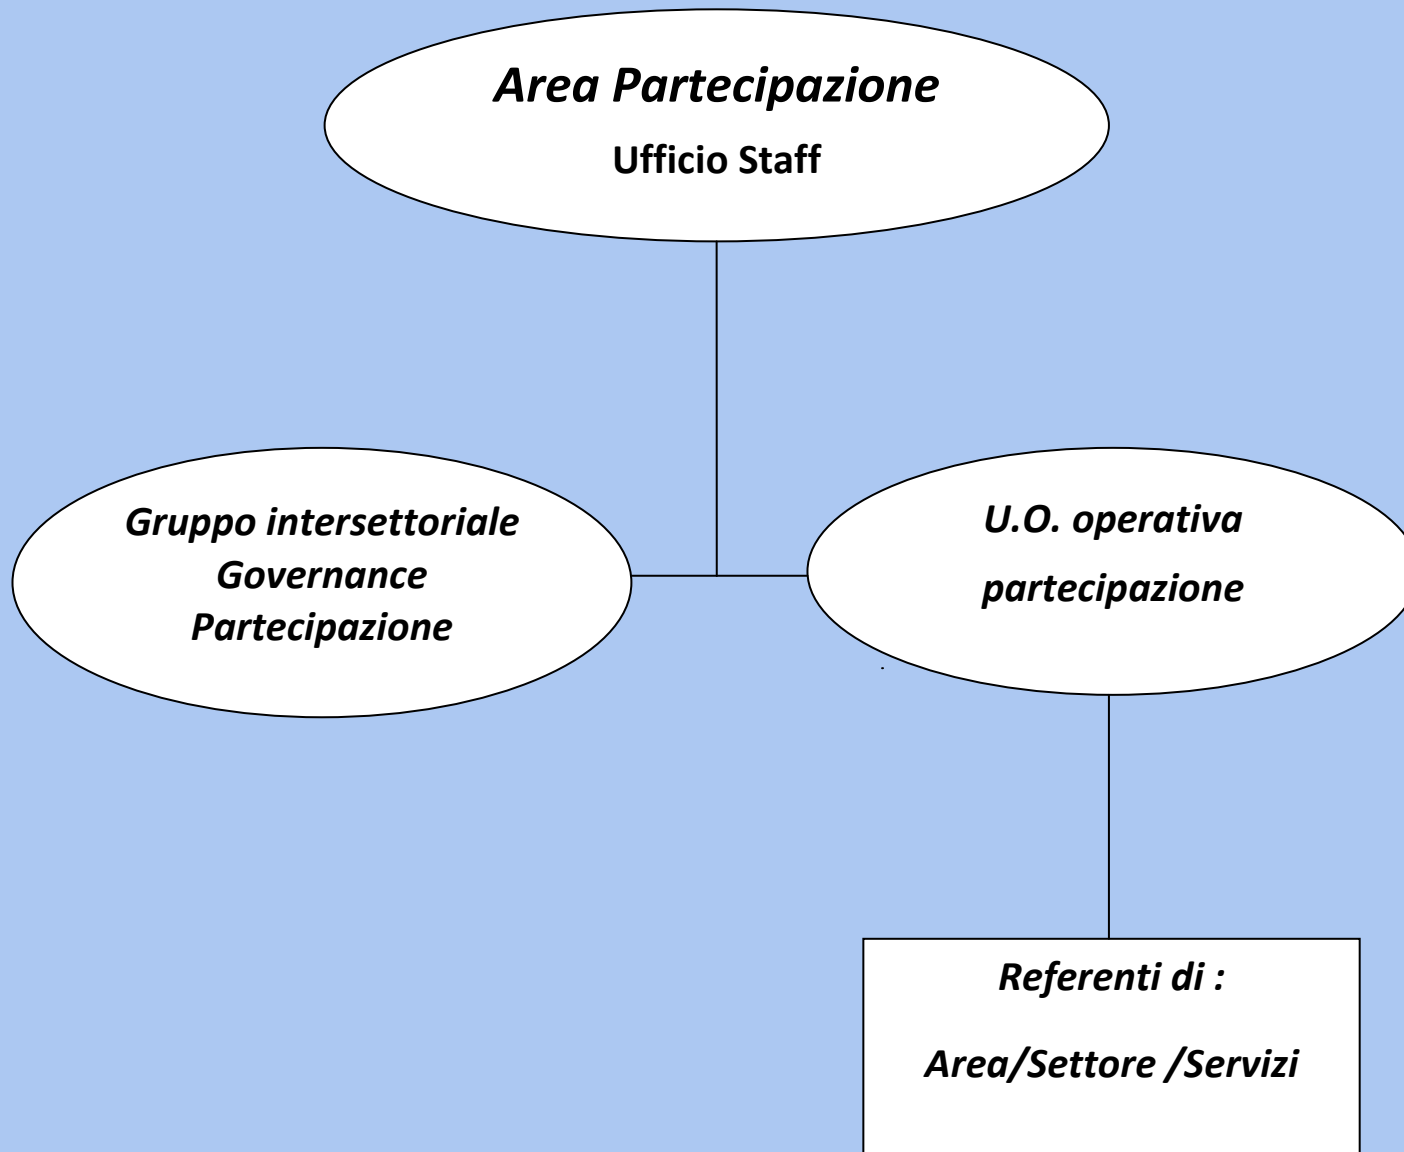 Area Partecipazione
Ufficio Staff
Gruppo intersettoriale
Governance
Partecipazione
U.O. operativa
partecipazione
.
Referenti di :
Area/Settore /Servizi